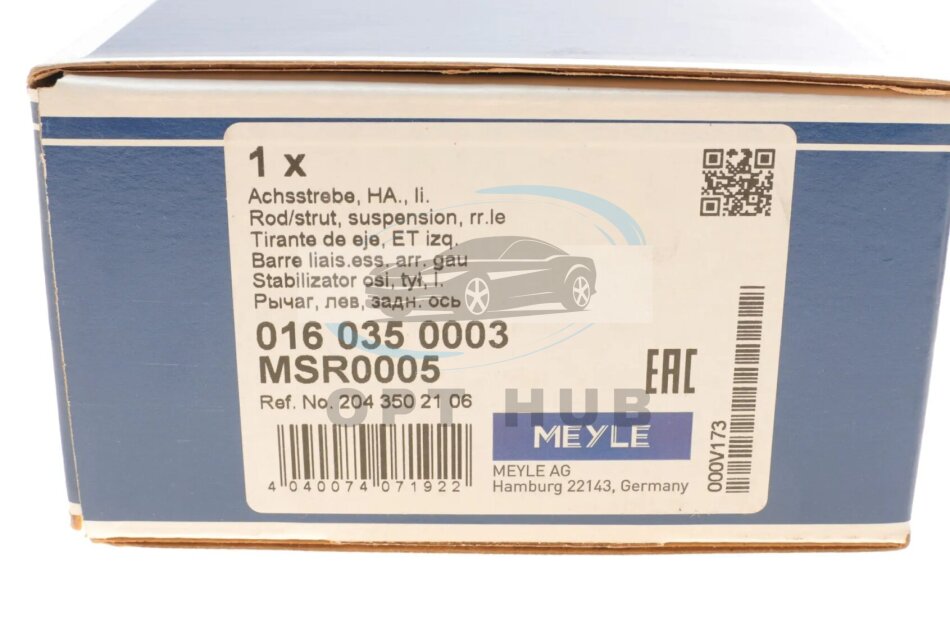 1 x
Achsstrebe, HA., li.
Rod/strut, suspension, rr.le
Tirante de eje, ET izq.
Barre liais.ess. arr. gau
Stabilizator osi, tył, l.
Рычаг, лев, задн. ось
016 035 0003
MSR0005
EAC
Ref. No. 204 350 21 06
OPT HUB
MEYLE
4 040074 071922
MEYLE AG
Hamburg 22143, Germany
000V173